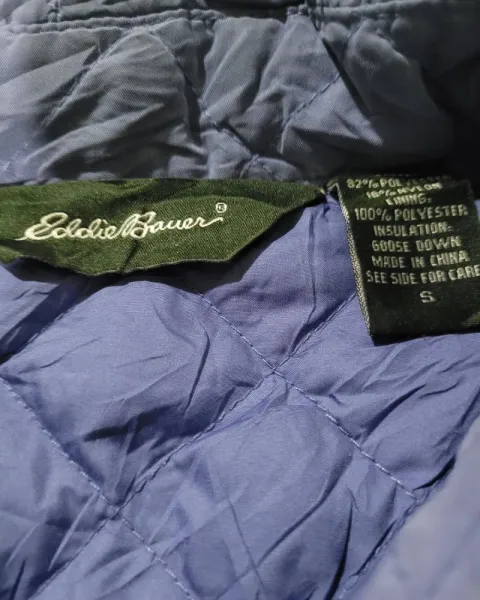 Eddie Bauer®
82% POLYESTER
18% NYLON
LINING:
100% POLYESTER
INSULATION:
GOOSE DOWN
MADE IN CHINA
SEE SIDE FOR CARE
S